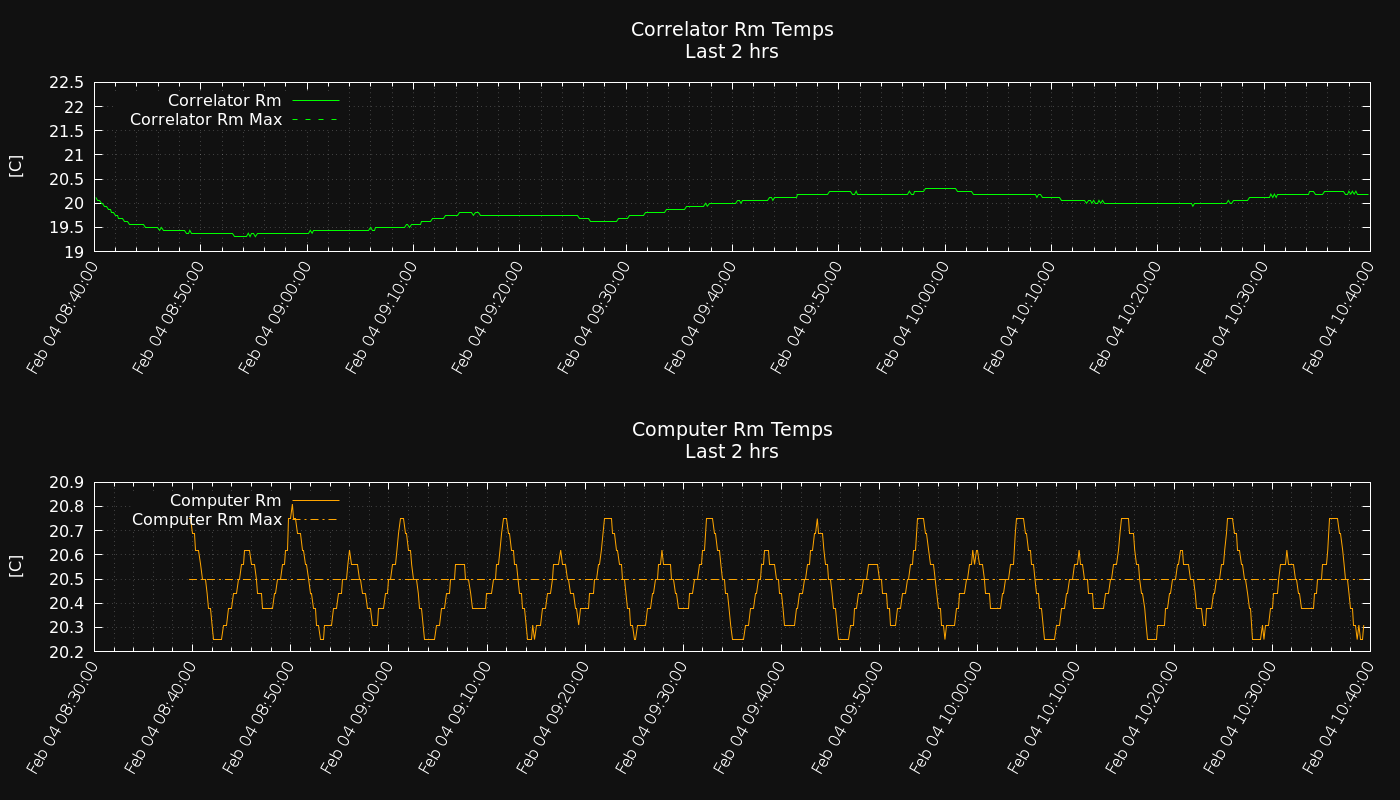 Correlator Rm Temps
Last 2 hrs
22.5
22
21.5
21
20.5
20
19.5
19
[C]
Correlator Rm
Correlator Rm Max
Feb 04 08:40:00
Feb 04 08:50:00
Feb 04 09:00:00
Feb 04 09:10:00
Feb 04 09:20:00
Feb 04 09:30:00
Feb 04 09:40:00
Feb 04 09:50:00
Feb 04 10:00:00
Feb 04 10:10:00
Feb 04 10:20:00
Feb 04 10:30:00
Feb 04 10:40:00
Computer Rm Temps
Last 2 hrs
20.9
20.8
20.7
20.6
20.5
20.4
20.3
20.2
[C]
Computer Rm
Computer Rm Max
Feb 04 08:30:00
Feb 04 08:40:00
Feb 04 08:50:00
Feb 04 09:00:00
Feb 04 09:10:00
Feb 04 09:20:00
Feb 04 09:30:00
Feb 04 09:40:00
Feb 04 09:50:00
Feb 04 10:00:00
Feb 04 10:10:00
Feb 04 10:20:00
Feb 04 10:30:00
Feb 04 10:40:00